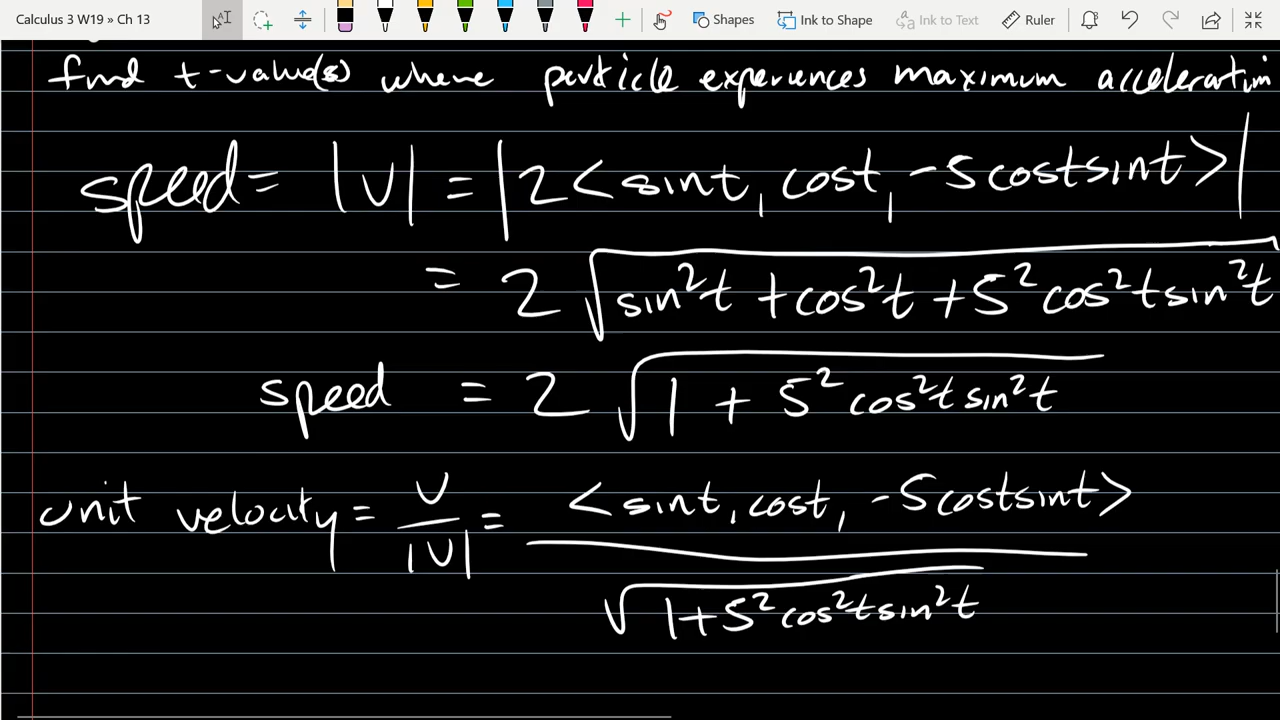 Calculus 3 W19 » Ch 13
Shapes
Ink to Shape
Ink to Text
Ruler
find t-value(s) where particle experiences maximum acceleration
speed = |v| = |2<sint, cost, -5costsint>|
= 2√(sin²t + cos²t + 5²cos²tsin²t)
speed = 2√(1 + 5²cos²tsin²t)
unit velocity = v/|v| = <sint, cost, -5costsint>/√(1+5²cos²tsin²t)